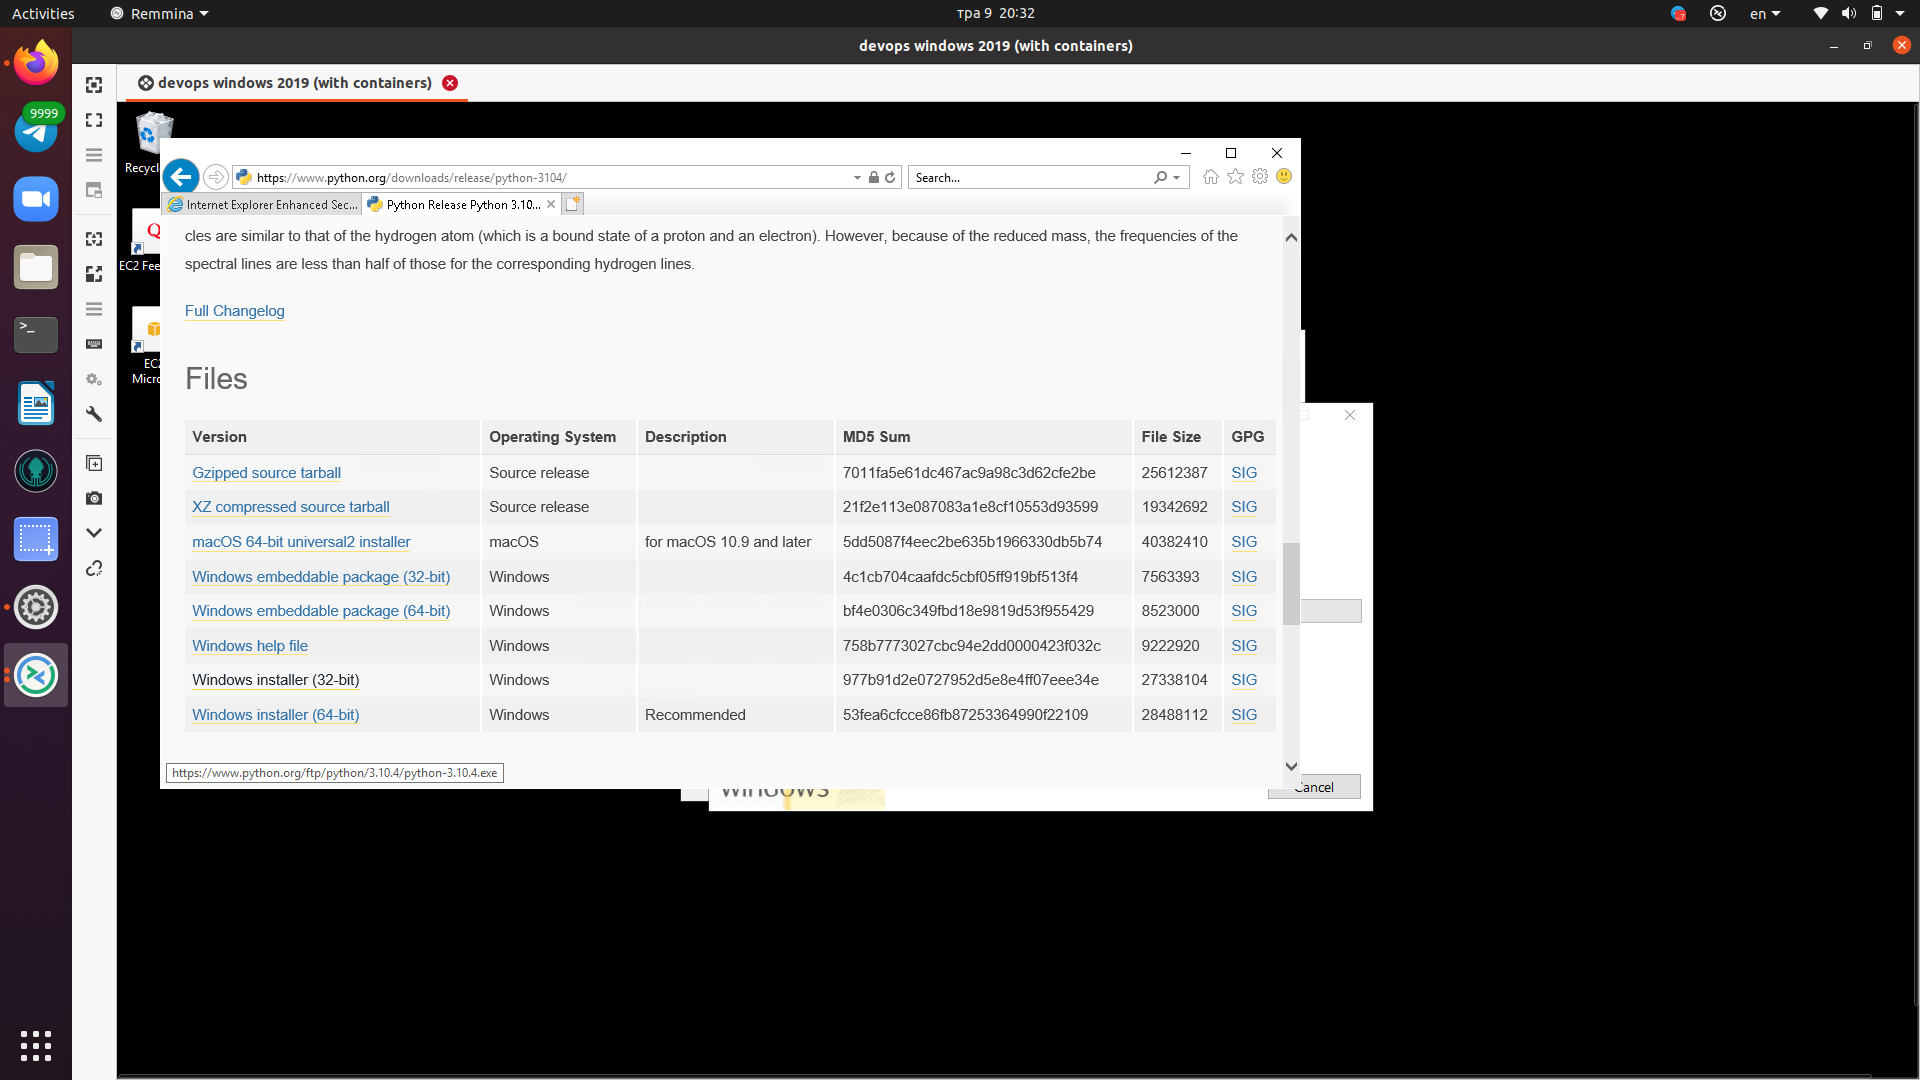 Activities
Remmina
тра 9 20:32
en
devops windows 2019 (with containers)
9999
devops windows 2019 (with containers)
Recycl
EC2 Fee
EC2
Micro
https://www.python.org/downloads/release/python-3104/
Search...
Internet Explorer Enhanced Sec...
Python Release Python 3.10...
cles are similar to that of the hydrogen atom (which is a bound state of a proton and an electron). However, because of the reduced mass, the frequencies of the
spectral lines are less than half of those for the corresponding hydrogen lines.
Full Changelog
Files
Version Operating System Description MD5 Sum File Size GPG
Gzipped source tarball Source release 7011fa5e61dc467ac9a98c3d62cfe2be 25612387 SIG
XZ compressed source tarball Source release 21f2e113e087083a1e8cf10553d93599 19342692 SIG
macOS 64-bit universal2 installer macOS for macOS 10.9 and later 5dd5087f4eec2be635b1966330db5b74 40382410 SIG
Windows embeddable package (32-bit) Windows 4c1cb704caafdc5cbf05ff919bf513f4 7563393 SIG
Windows embeddable package (64-bit) Windows bf4e0306c349fbd18e9819d53f955429 8523000 SIG
Windows help file Windows 758b7773027cbc94e2dd0000423f032c 9222920 SIG
Windows installer (32-bit) Windows 977b91d2e0727952d5e8e4ff07eee34e 27338104 SIG
Windows installer (64-bit) Windows Recommended 53fea6cfcce86fb87253364990f22109 28488112 SIG
https://www.python.org/ftp/python/3.10.4/python-3.10.4.exe
windows
Cancel